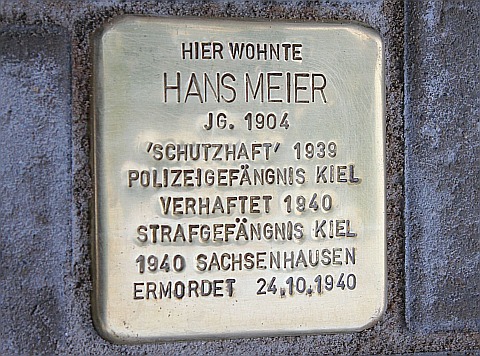 HIER WOHNTE
HANS MEIER
JG. 1904
'SCHUTZHAFT' 1939
POLIZEIGEFÄNGNIS KIEL
VERHAFTET 1940
STRAFGEFÄNGNIS KIEL
1940 SACHSENHAUSEN
ERMORDET 24.10.1940